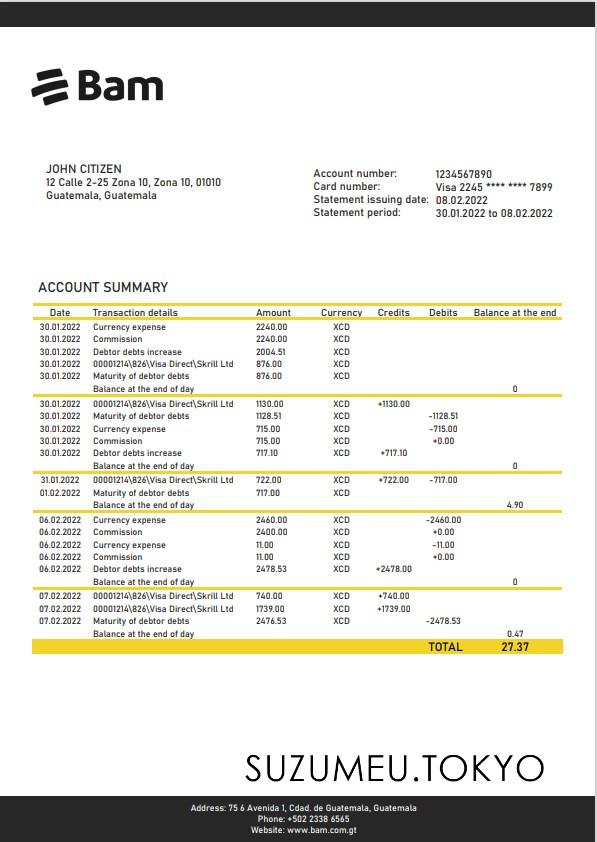 Bam
JOHN CITIZEN
12 Calle 2-25 Zona 10, Zona 10, 01010
Guatemala, Guatemala
Account number: 1234567890
Card number: Visa 2245 **** **** 7899
Statement issuing date: 08.02.2022
Statement period: 30.01.2022 to 08.02.2022
ACCOUNT SUMMARY
Date Transaction details Amount Currency Credits Debits Balance at the end
30.01.2022 Currency expense 2240.00 XCD
30.01.2022 Commission 2240.00 XCD
30.01.2022 Debtor debts increase 2004.51 XCD
30.01.2022 00001214\826\Visa Direct\Skrill Ltd 876.00 XCD
30.01.2022 Maturity of debtor debts 876.00 XCD
Balance at the end of day 0
30.01.2022 00001214\826\Visa Direct\Skrill Ltd 1130.00 XCD +1130.00
30.01.2022 Maturity of debtor debts 1128.51 XCD -1128.51
30.01.2022 Currency expense 715.00 XCD -715.00
30.01.2022 Commission 715.00 XCD +0.00
30.01.2022 Debtor debts increase 717.10 XCD +717.10
Balance at the end of day 0
31.01.2022 00001214\826\Visa Direct\Skrill Ltd 722.00 XCD +722.00 -717.00
01.02.2022 Maturity of debtor debts 717.00 XCD
Balance at the end of day 4.90
06.02.2022 Currency expense 2460.00 XCD -2460.00
06.02.2022 Commission 2400.00 XCD +0.00
06.02.2022 Currency expense 11.00 XCD -11.00
06.02.2022 Commission 11.00 XCD +0.00
06.02.2022 Debtor debts increase 2478.53 XCD +2478.00
Balance at the end of day 0
07.02.2022 00001214\826\Visa Direct\Skrill Ltd 740.00 XCD +740.00
07.02.2022 00001214\826\Visa Direct\Skrill Ltd 1739.00 XCD +1739.00
07.02.2022 Maturity of debtor debts 2476.53 XCD -2478.53
Balance at the end of day 0.47
TOTAL 27.37
SUZUMEU.TOKYO
Address: 75 6 Avenida 1, Cdad. de Guatemala, Guatemala
Phone: +502 2338 6565
Website: www.bam.com.gt